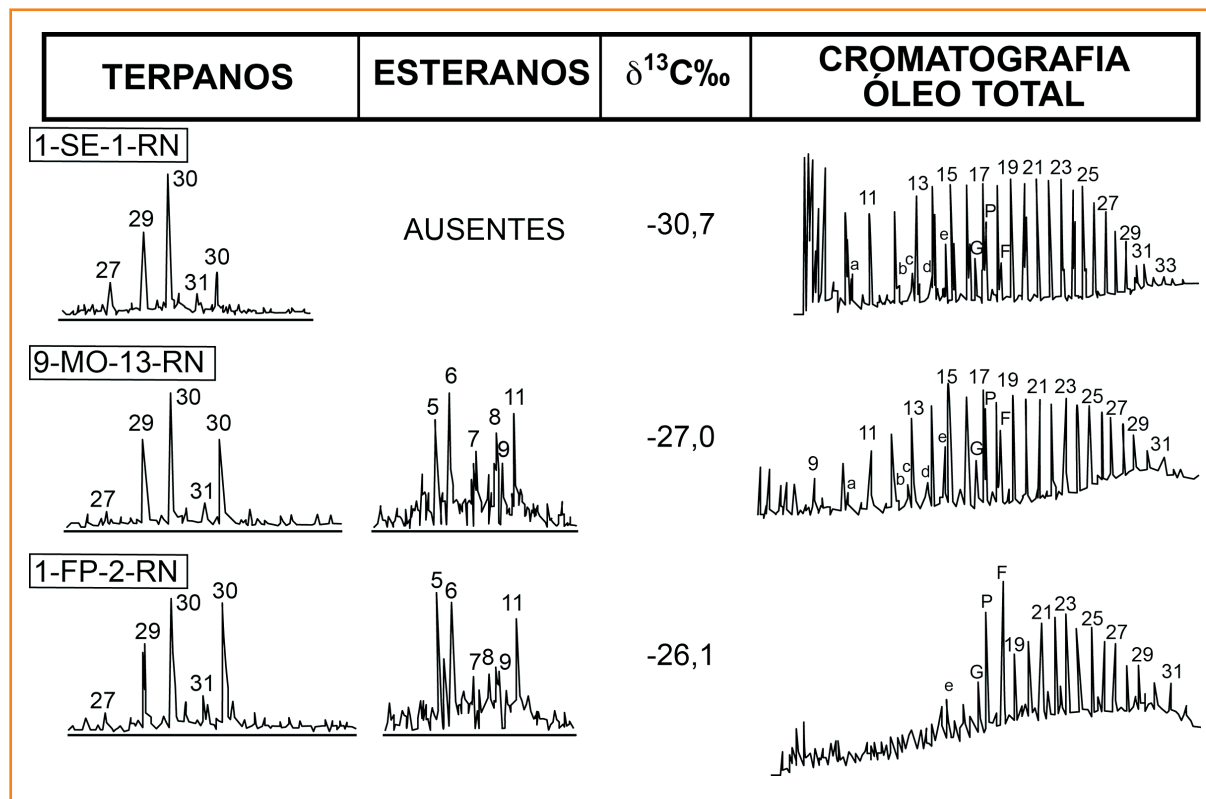 TERPANOS
ESTERANOS
δ¹³C‰
CROMATOGRAFIA
ÓLEO TOTAL
1-SE-1-RN
27
29
30
31
30
AUSENTES
-30,7
a
11
b
c
13
d
e
15
G
17
P
F
19
21
23
25
27
29
31
33
9-MO-13-RN
27
29
30
31
30
5
6
7
8
9
11
-27,0
9
a
11
b
c
13
d
e
15
G
17
P
F
19
21
23
25
27
29
31
1-FP-2-RN
27
29
30
31
30
5
6
7
8
9
11
-26,1
e
G
P
F
19
21
23
25
27
29
31